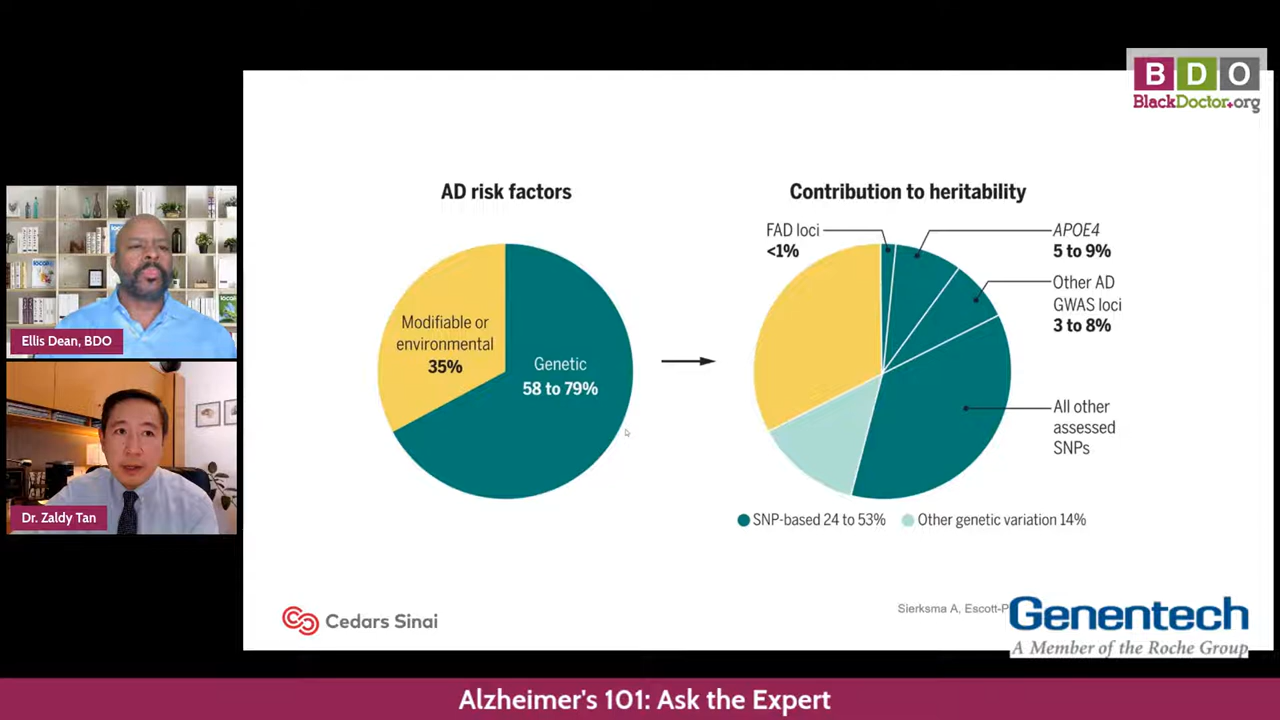 BDO
BlackDoctor.org
AD risk factors
Modifiable or
environmental
35%
Genetic
58 to 79%
Contribution to heritability
FAD loci
<1%
APOE4
5 to 9%
Other AD
GWAS loci
3 to 8%
All other
assessed
SNPs
SNP-based 24 to 53%
Other genetic variation 14%
Ellis Dean, BDO
Dr. Zaldy Tan
Cedars Sinai
Sierksma A,
Genentech
A Member of the Roche Group
Alzheimer's 101: Ask the Expert